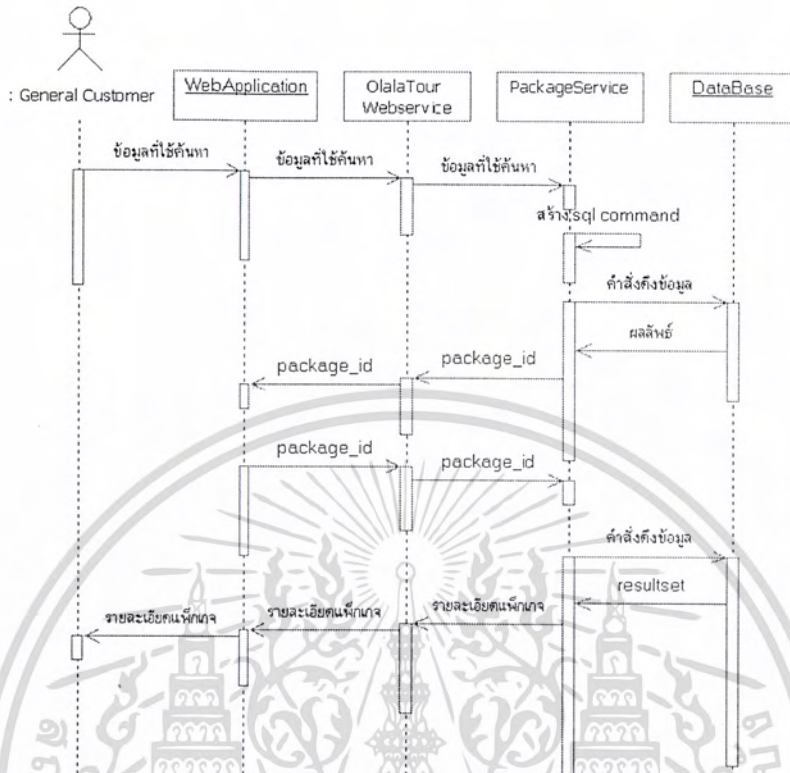 : General Customer
WebApplication
OlalaTour
Webservice
PackageService
DataBase
ข้อมูลที่ใช้ค้นหา
ข้อมูลที่ใช้ค้นหา
ข้อมูลที่ใช้ค้นหา
สร้าง sql command
คำสั่งดึงข้อมูล
ผลลัพธ์
package_id
package_id
package_id
package_id
คำสั่งดึงข้อมูล
resultset
รายละเอียดแพ็กเกจ
รายละเอียดแพ็กเกจ
รายละเอียดแพ็กเกจ